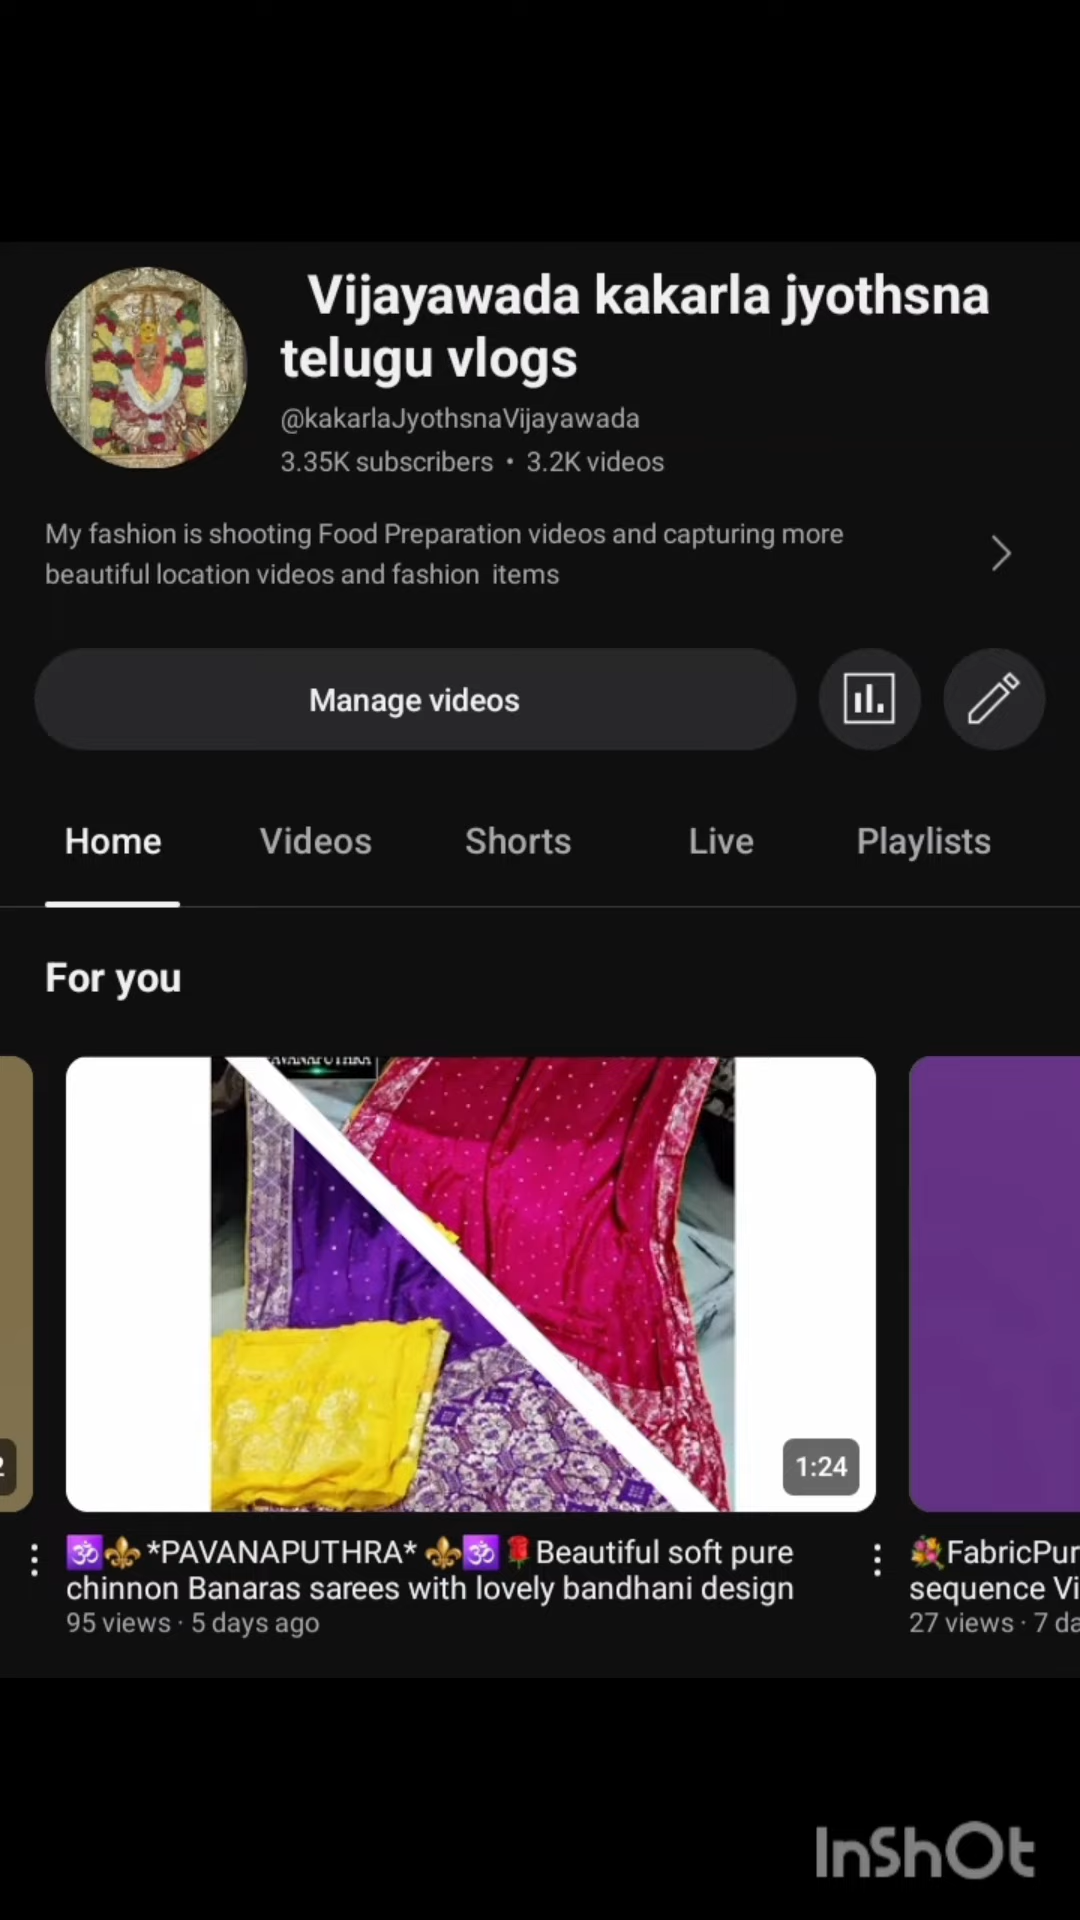 Vijayawada kakarla jyothsna
telugu vlogs
@kakarlaJyothsnaVijayawada
3.35K subscribers • 3.2K videos
My fashion is shooting Food Preparation videos and capturing more
beautiful location videos and fashion items
Manage videos
Home Videos Shorts Live Playlists
For you
1:24
🕉️⚜️*PAVANAPUTHRA*⚜️🕉️🌹Beautiful soft pure
chinnon Banaras sarees with lovely bandhani design
95 views · 5 days ago
💐FabricPur
sequence Vi
27 views · 7 da
InShOt